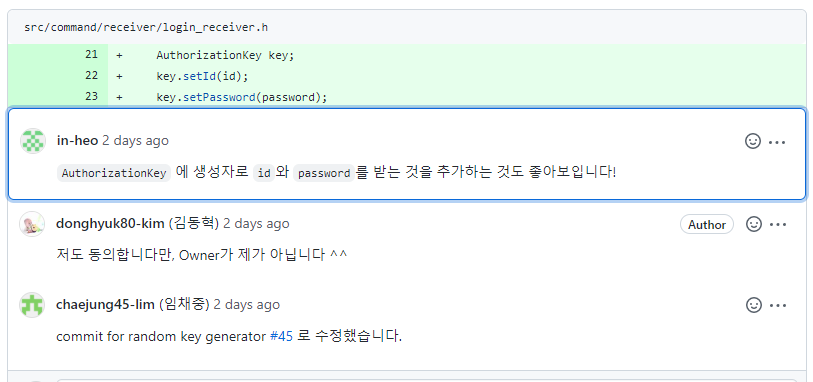 src/command/receiver/login_receiver.h
21 + AuthorizationKey key;
22 + key.setId(id);
23 + key.setPassword(password);
in-heo 2 days ago
AuthorizationKey 에 생성자로 id 와 password 를 받는 것을 추가하는 것도 좋아보입니다!
donghyuk80-kim (김동혁) 2 days ago Author
저도 동의합니다만, Owner가 제가 아닙니다 ^^
chaejung45-lim (임채중) 2 days ago
commit for random key generator #45 로 수정했습니다.